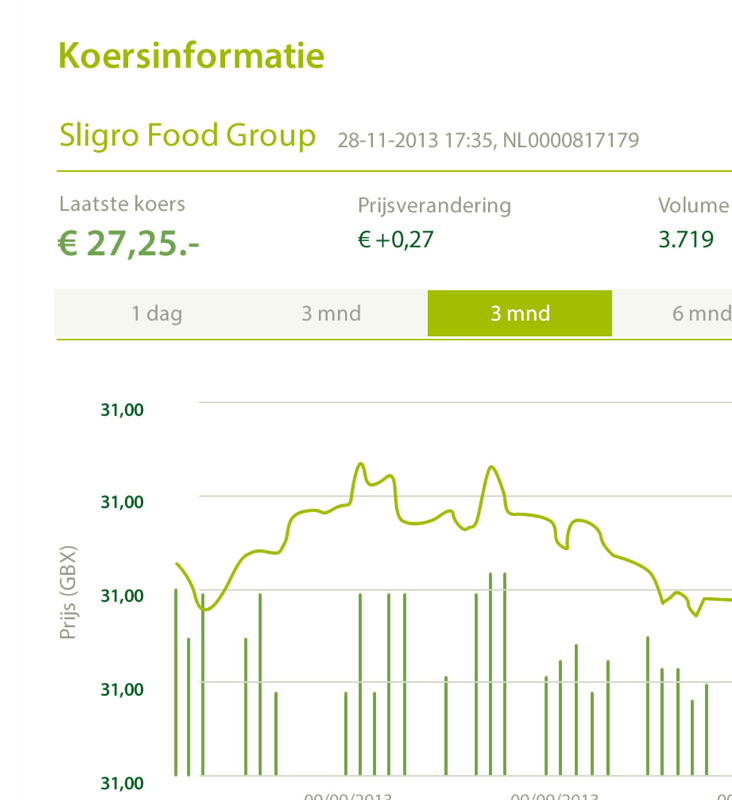 Koersinformatie
Sligro Food Group 28-11-2013 17:35, NL0000817179
Laatste koers Prijsverandering Volume
€ 27,25.- € +0,27 3.719
1 dag 3 mnd 3 mnd 6 mnd
31,00
31,00
31,00
31,00
31,00
Prijs (GBX)
09/09/2013 09/09/2013